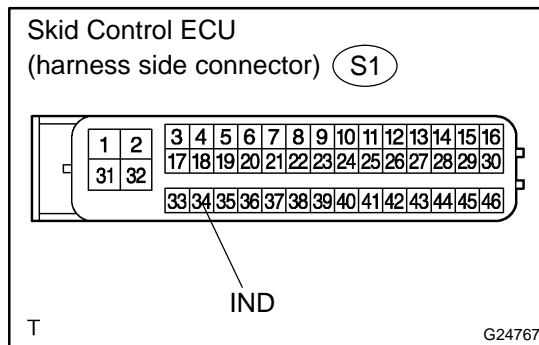 Skid Control ECU
(harness side connector) S1
1 2 3 4 5 6 7 8 9 10 11 12 13 14 15 16
17 18 19 20 21 22 23 24 25 26 27 28 29 30
31 32
33 34 35 36 37 38 39 40 41 42 43 44 45 46
IND
T G24767